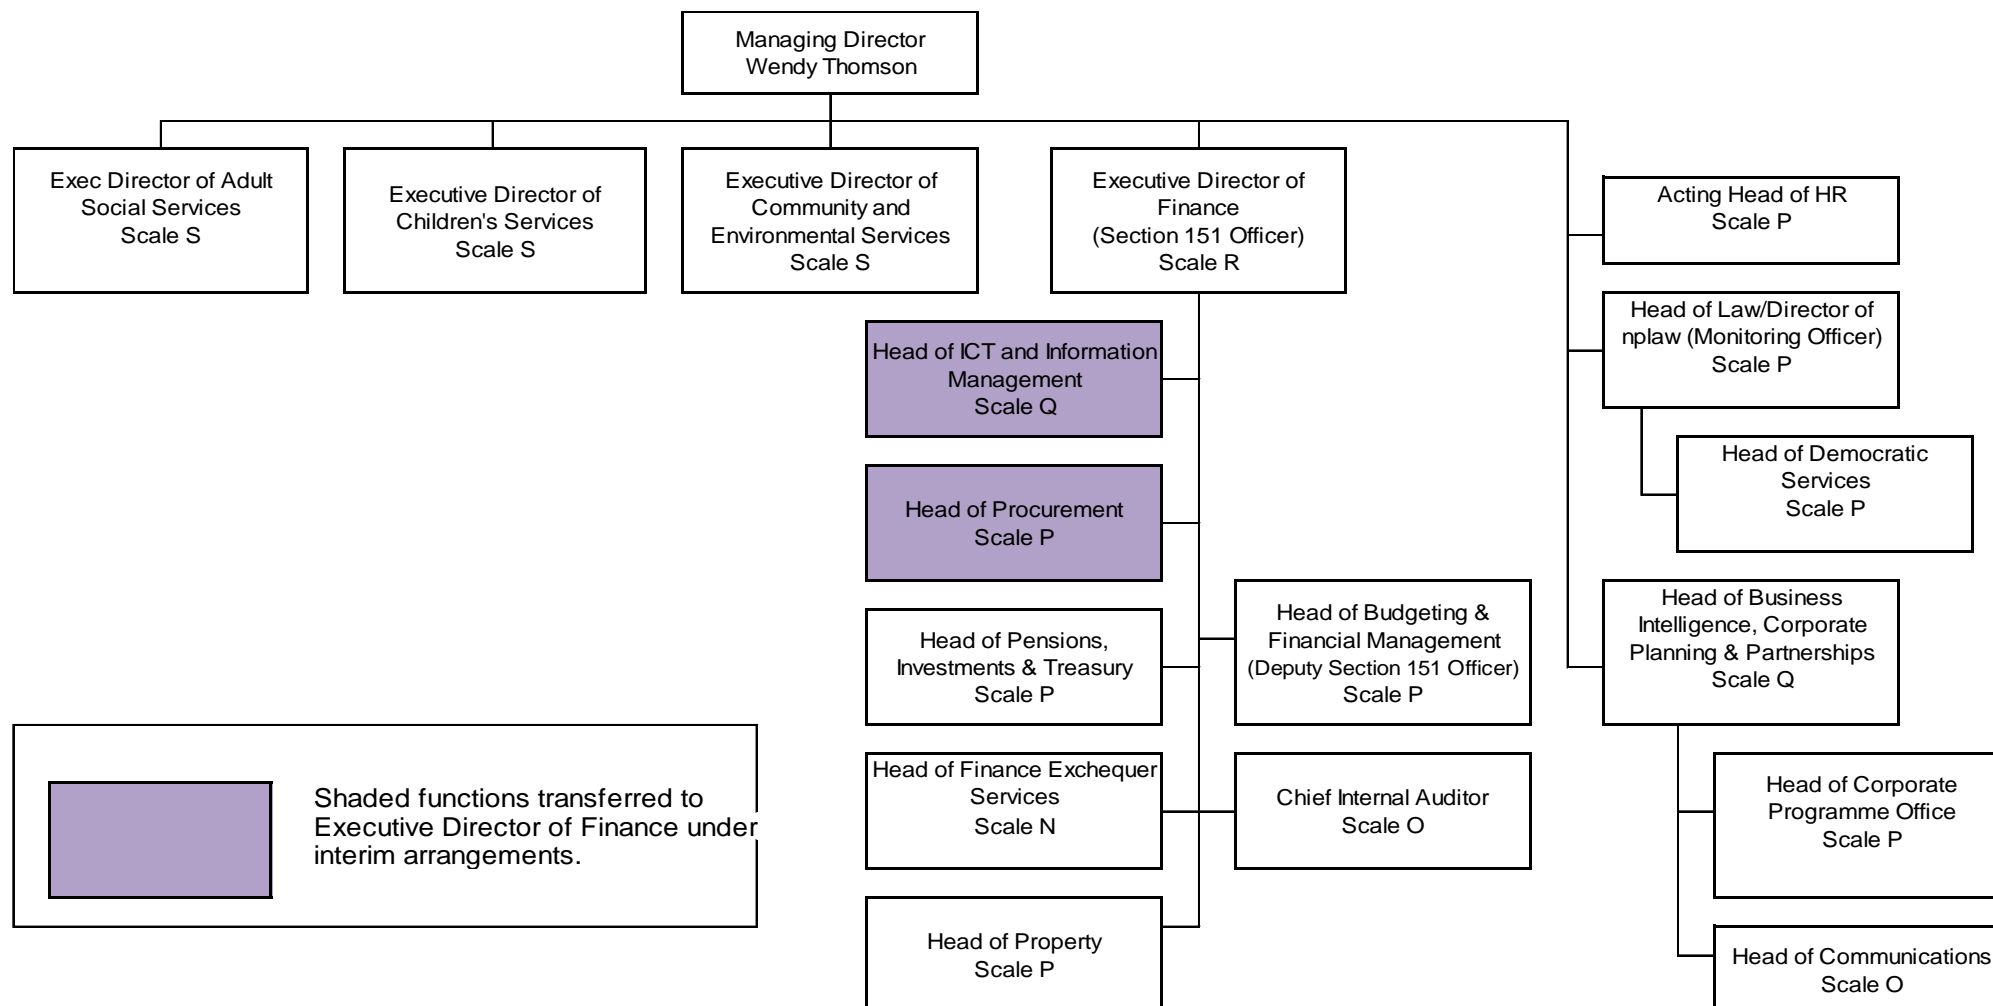 Managing Director
Wendy Thomson
Exec Director of Adult
Social Services
Scale S
Executive Director of
Children's Services
Scale S
Executive Director of
Community and
Environmental Services
Scale S
Executive Director of
Finance
(Section 151 Officer)
Scale R
Acting Head of HR
Scale P
Head of Law/Director of
nplaw (Monitoring Officer)
Scale P
Head of Democratic
Services
Scale P
Head of ICT and Information
Management
Scale Q
Head of Procurement
Scale P
Head of Pensions,
Investments & Treasury
Scale P
Head of Budgeting &
Financial Management
(Deputy Section 151 Officer)
Scale P
Head of Business
Intelligence, Corporate
Planning & Partnerships
Scale Q
Head of Finance Exchequer
Services
Scale N
Chief Internal Auditor
Scale O
Head of Corporate
Programme Office
Scale P
Head of Property
Scale P
Head of Communications
Scale O
Shaded functions transferred to
Executive Director of Finance under
interim arrangements.